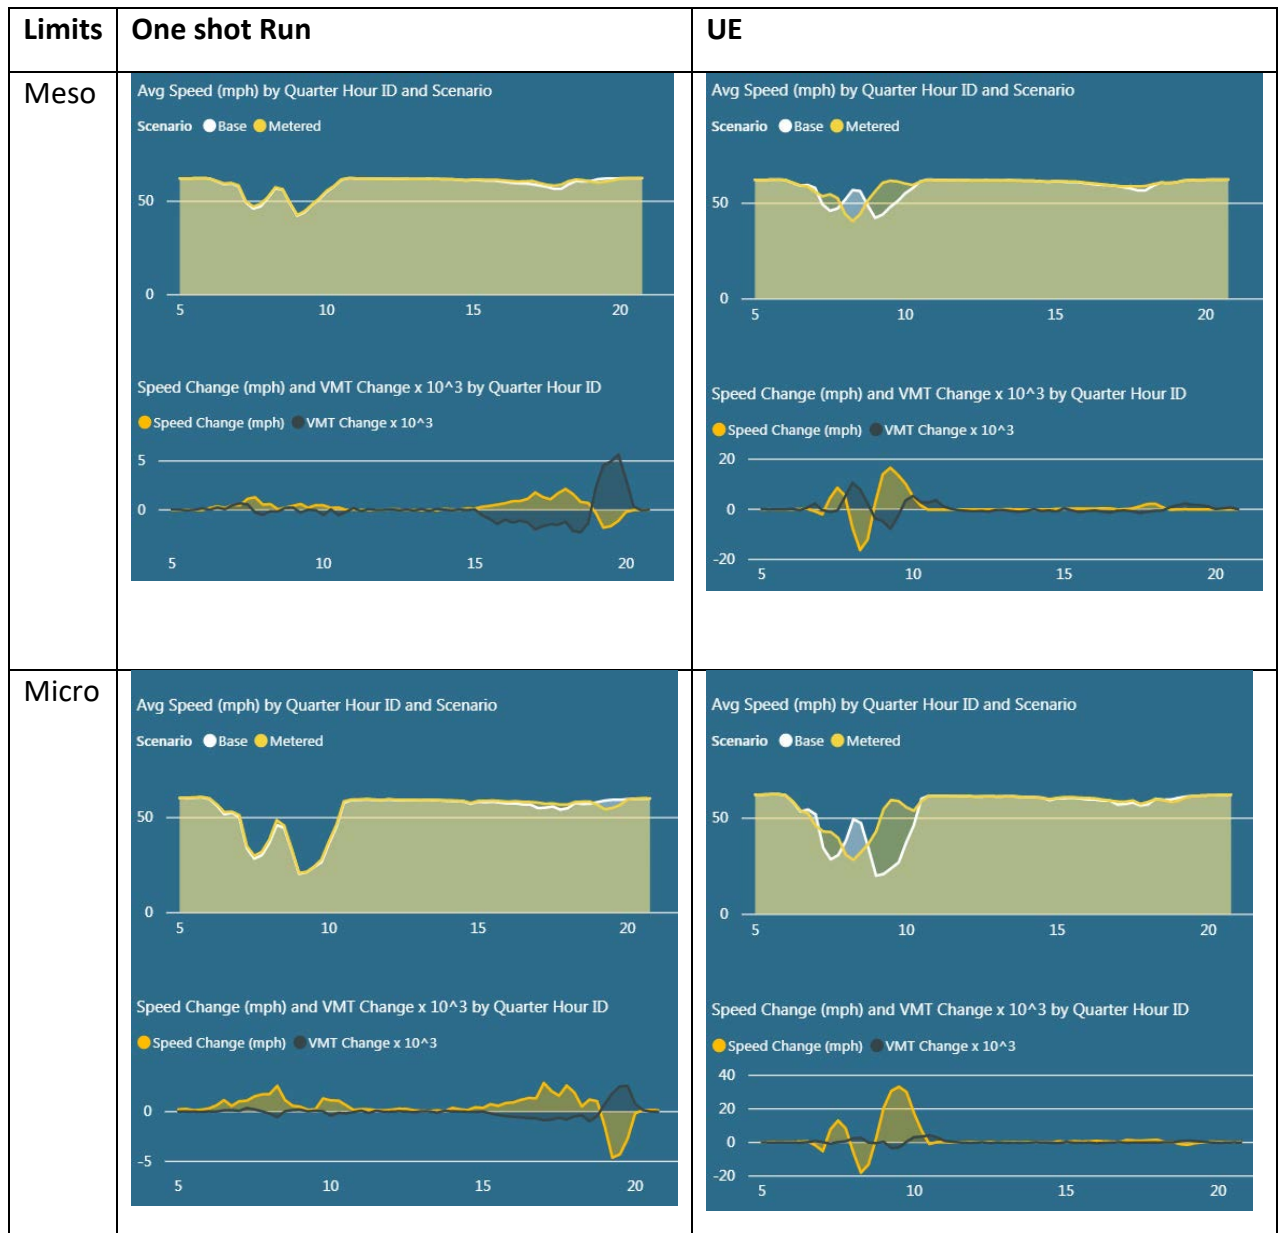 Limits One shot Run UE
Meso
Avg Speed (mph) by Quarter Hour ID and Scenario
Scenario Base Metered
50
0
5 10 15 20
Speed Change (mph) and VMT Change x 10^3 by Quarter Hour ID
Speed Change (mph) VMT Change x 10^3
5
0
5 10 15 20
Avg Speed (mph) by Quarter Hour ID and Scenario
Scenario Base Metered
50
0
5 10 15 20
Speed Change (mph) and VMT Change x 10^3 by Quarter Hour ID
Speed Change (mph) VMT Change x 10^3
20
0
-20
5 10 15 20
Micro
Avg Speed (mph) by Quarter Hour ID and Scenario
Scenario Base Metered
50
0
5 10 15 20
Speed Change (mph) and VMT Change x 10^3 by Quarter Hour ID
Speed Change (mph) VMT Change x 10^3
0
-5
5 10 15 20
Avg Speed (mph) by Quarter Hour ID and Scenario
Scenario Base Metered
50
0
5 10 15 20
Speed Change (mph) and VMT Change x 10^3 by Quarter Hour ID
Speed Change (mph) VMT Change x 10^3
40
20
0
-20
5 10 15 20